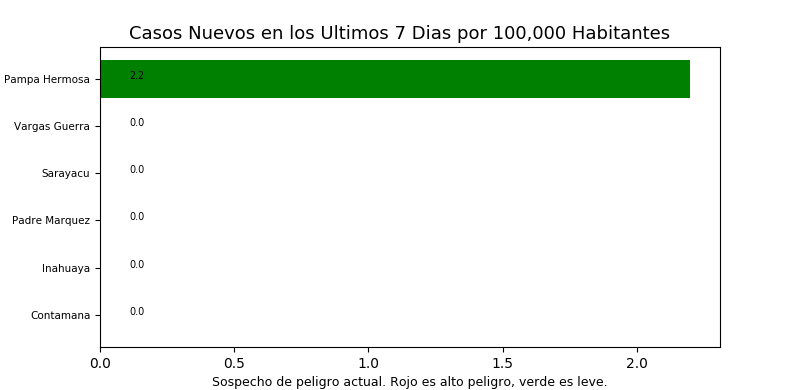 Casos Nuevos en los Ultimos 7 Dias por 100,000 Habitantes
Pampa Hermosa 2.2
Vargas Guerra 0.0
Sarayacu 0.0
Padre Marquez 0.0
Inahuaya 0.0
Contamana 0.0
0.0 0.5 1.0 1.5 2.0
Sospecho de peligro actual. Rojo es alto peligro, verde es leve.